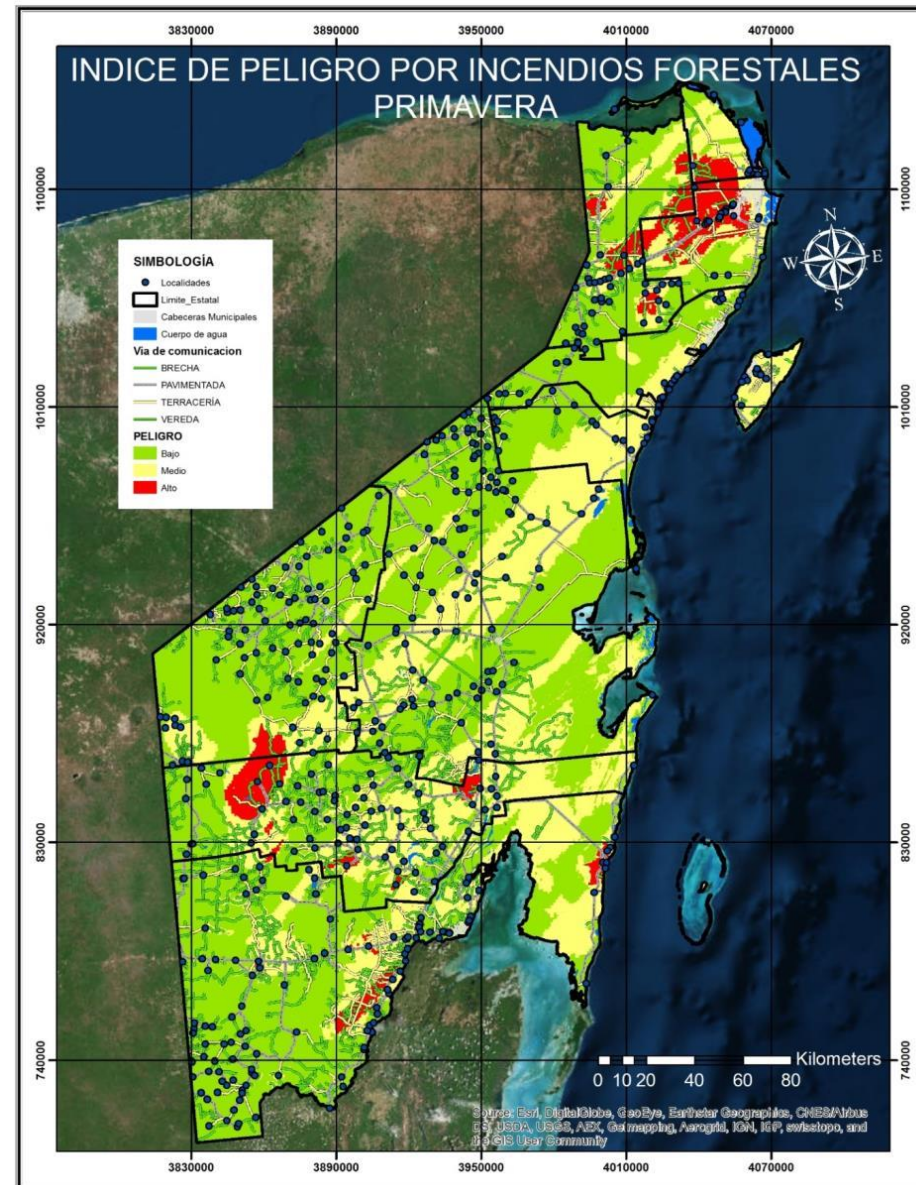 3830000 3890000 3950000 4010000 4070000
INDICE DE PELIGRO POR INCENDIOS FORESTALES
PRIMAVERA
1100000 1100000
N
W E
S
SIMBOLOGÍA
Localidades
Limite_Estatal
Cabeceras Municipales
Cuerpo de agua
Via de comunicacion
BRECHA
PAVIMENTADA
TERRACERÍA
VEREDA
PELIGRO
Bajo
Medio
Alto
1010000 1010000
920000 920000
830000 830000
740000 740000
Kilometers
0 10 20 40 60 80
Source: Esri, DigitalGlobe, GeoEye, Earthstar Geographics, CNES/Airbus
DS, USDA, USGS, AEX, Getmapping, Aerogrid, IGN, IGP, swisstopo, and
the GIS User Community
3830000 3890000 3950000 4010000 4070000